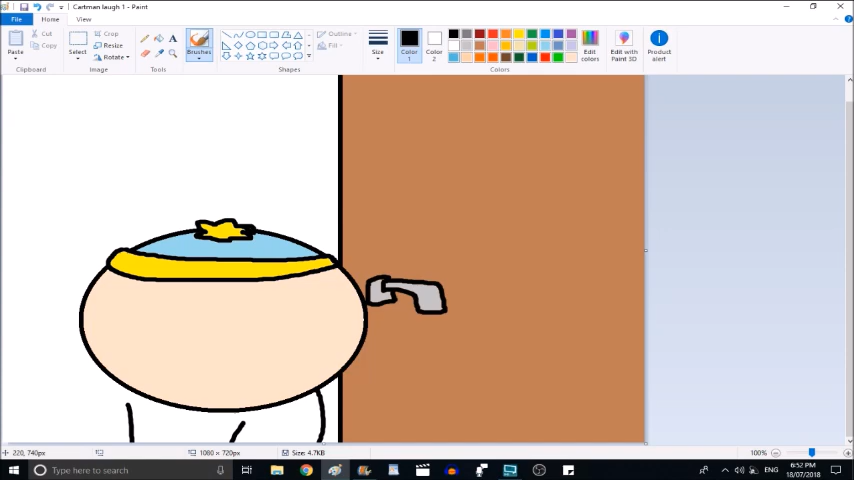 Cartman laugh 1 - Paint
File Home View
Paste Cut Copy Clipboard
Select Crop Resize Rotate Image
Tools
Brushes
Outline Fill Shapes
Size
Color 1 Color 2 Edit colors Edit with Paint 3D Product alert
Colors
220, 740px 1080 × 720px Size: 4.7KB 100%
Type here to search ENG 6:52 PM
18/07/2018